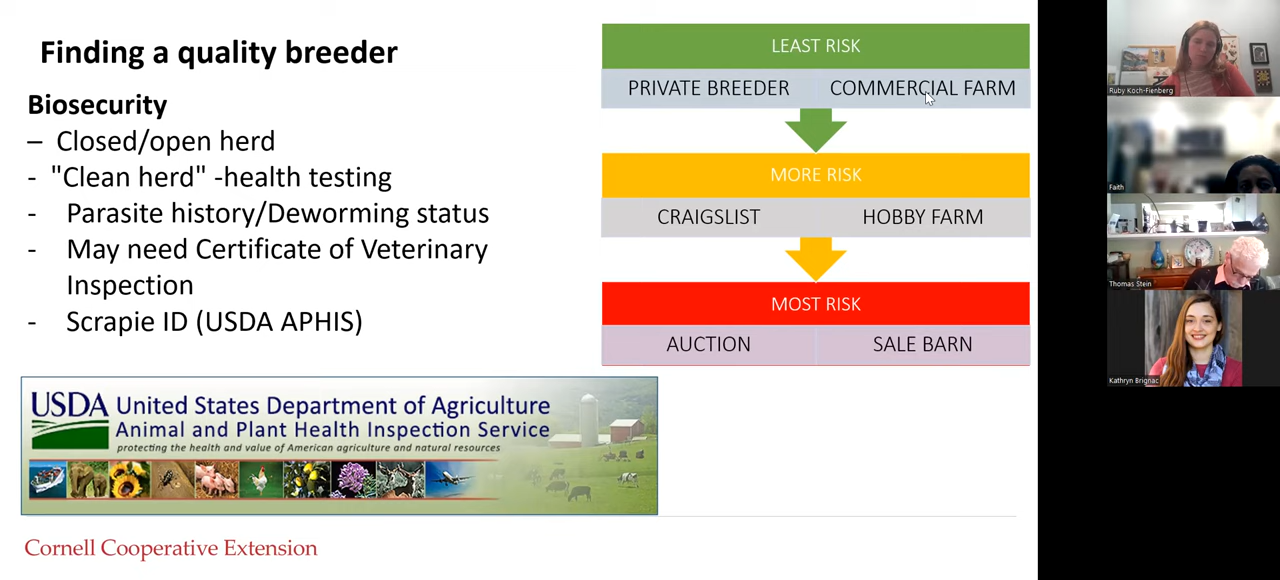 Finding a quality breeder
Biosecurity
– Closed/open herd
- "Clean herd" -health testing
- Parasite history/Deworming status
- May need Certificate of Veterinary
Inspection
- Scrapie ID (USDA APHIS)
LEAST RISK
PRIVATE BREEDER COMMERCIAL FARM
MORE RISK
CRAIGSLIST HOBBY FARM
MOST RISK
AUCTION SALE BARN
USDA United States Department of Agriculture
Animal and Plant Health Inspection Service
protecting the health and value of American agriculture and natural resources
Cornell Cooperative Extension
Ruby Koch-Fienberg
Faith
Thomas Stein
Kathryn Brignac